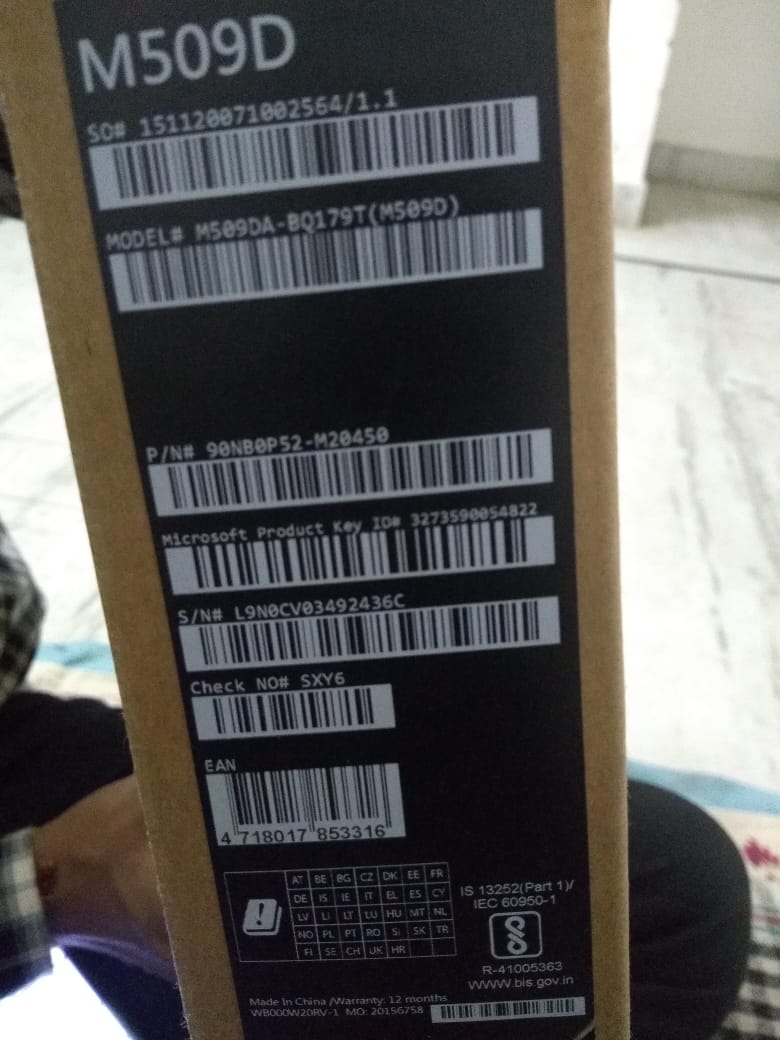 M509D
SO# 151120071002564/1.1
MODEL# M509DA-BQ179T(M509D)
P/N# 90NB0P52-M20450
Microsoft Product Key ID# 3273590054822
S/N# L9N0CV03492436C
Check NO# SXY6
EAN
4 718017 853316
AT BE BG CZ DK EE FR
DE IS IE IT EL ES CY
LV LI LT LU HU MT NL
NO PL PT RO SI SK TR
FI SE CH UK HR
IS 13252(Part 1)/
IEC 60950-1
R-41005363
www.bis.gov.in
Made In China /Warranty: 12 months
WB000W20RV-1 MO: 20156758